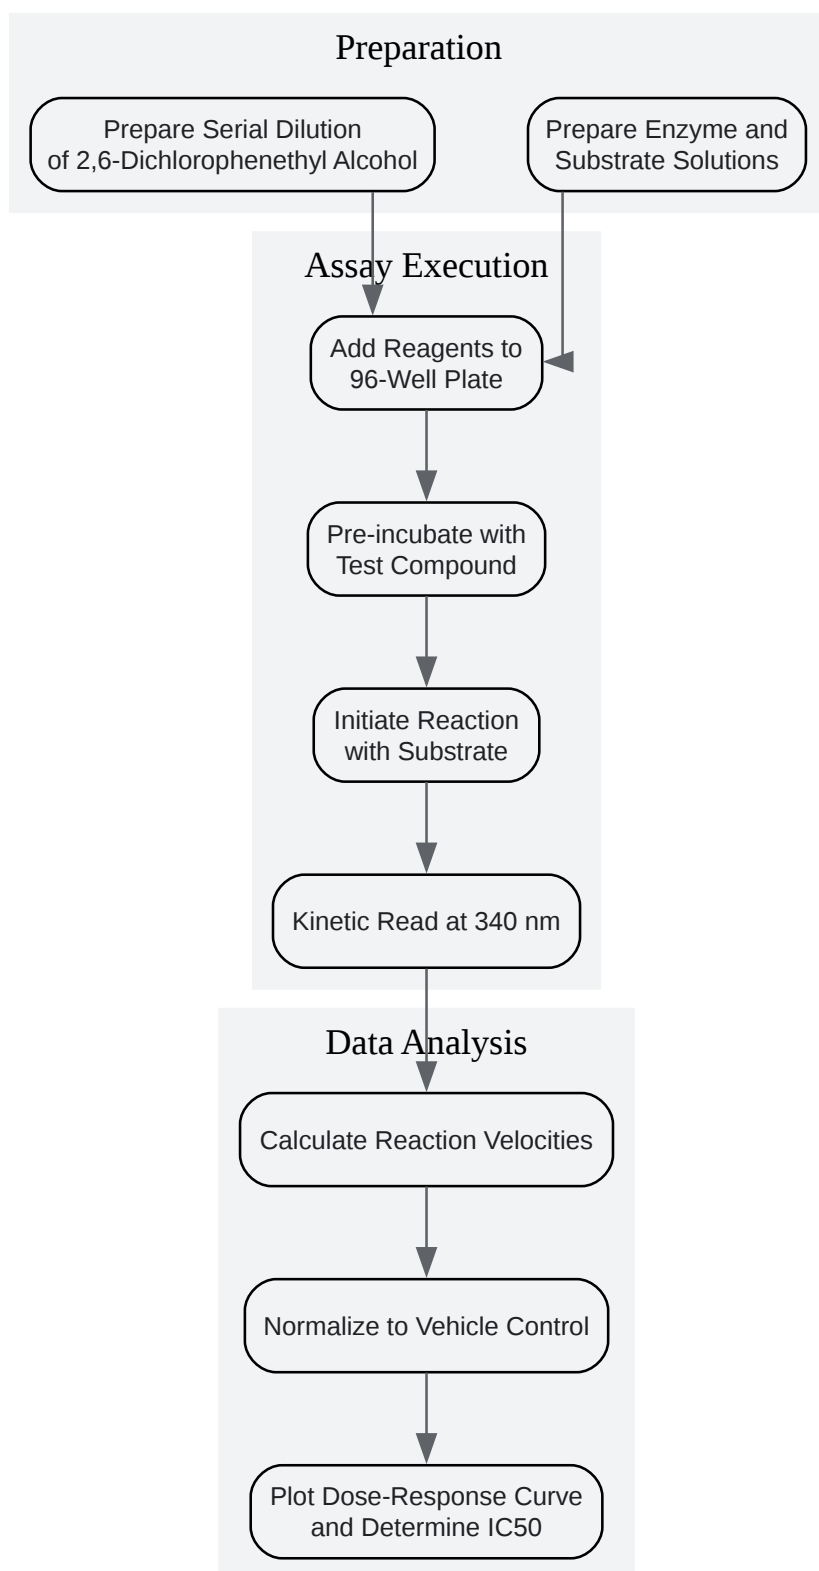 Preparation
Prepare Serial Dilution
of 2,6-Dichlorophenethyl Alcohol
Prepare Enzyme and
Substrate Solutions
Assay Execution
Add Reagents to
96-Well Plate
Pre-incubate with
Test Compound
Initiate Reaction
with Substrate
Kinetic Read at 340 nm
Data Analysis
Calculate Reaction Velocities
Normalize to Vehicle Control
Plot Dose-Response Curve
and Determine IC50